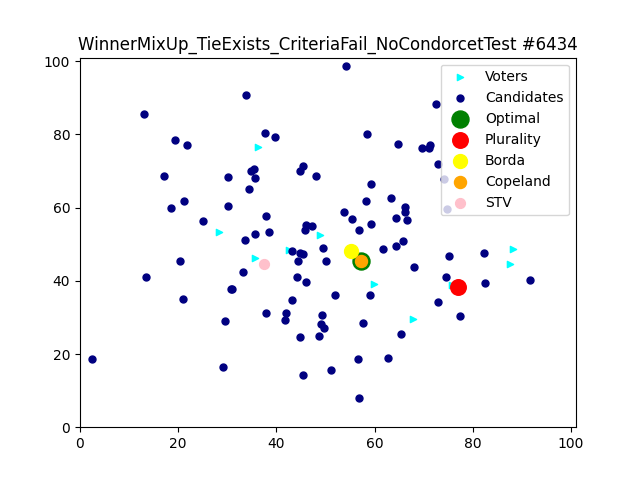 WinnerMixUp_TieExists_CriteriaFail_NoCondorcetTest #6434
Voters
Candidates
Optimal
Plurality
Borda
Copeland
STV
100
80
60
40
20
0
0 20 40 60 80 100